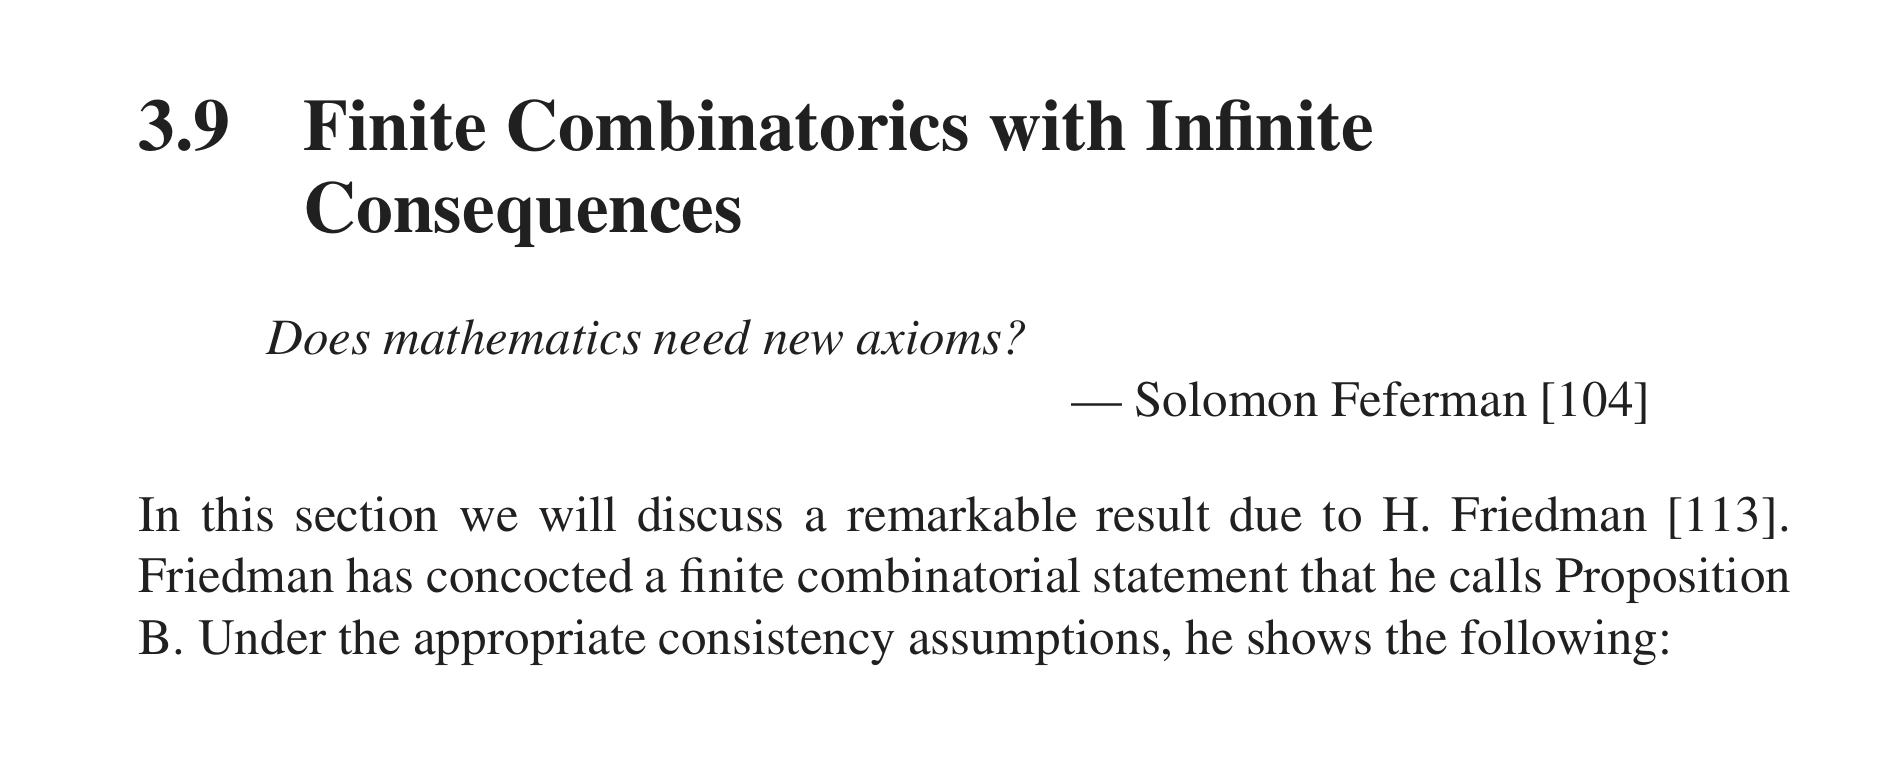 3.9 Finite Combinatorics with Infinite
Consequences
Does mathematics need new axioms?
— Solomon Feferman [104]
In this section we will discuss a remarkable result due to H. Friedman [113].
Friedman has concocted a finite combinatorial statement that he calls Proposition
B. Under the appropriate consistency assumptions, he shows the following: